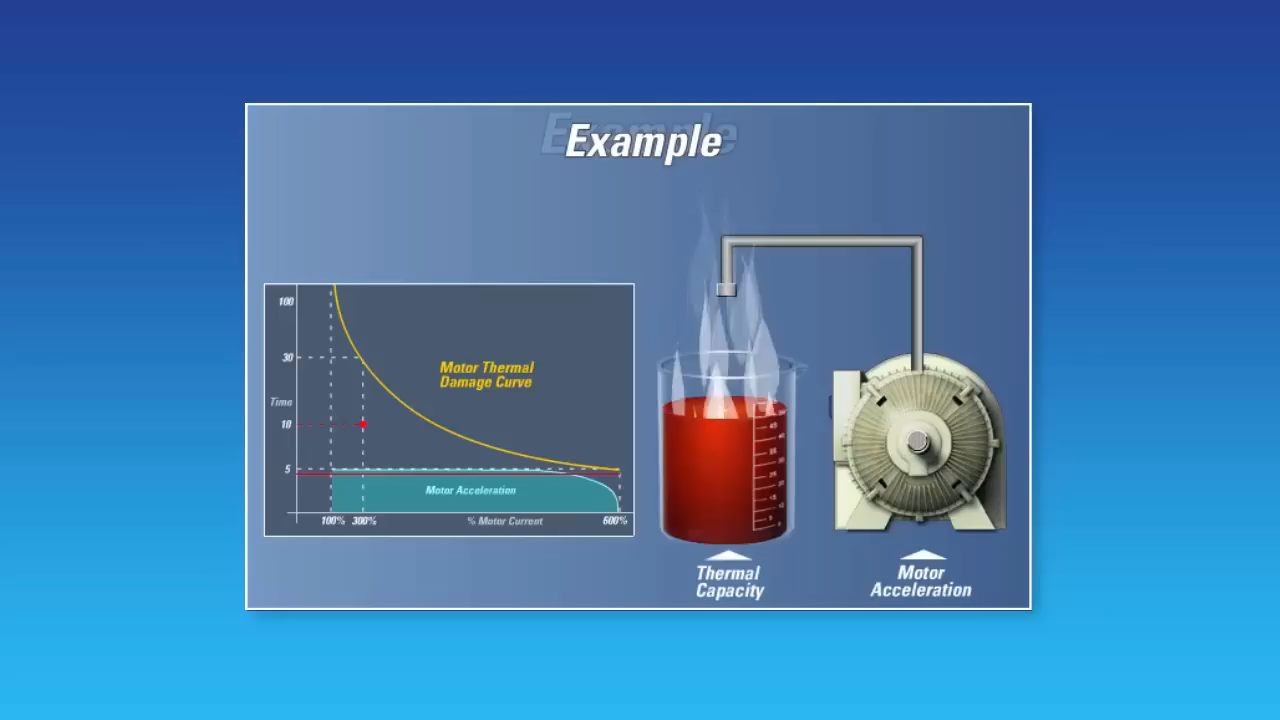 Example
100
30
Time
10
5
Motor Thermal
Damage Curve
Motor Acceleration
100% 300% % Motor Current 600%
Thermal
Capacity
Motor
Acceleration